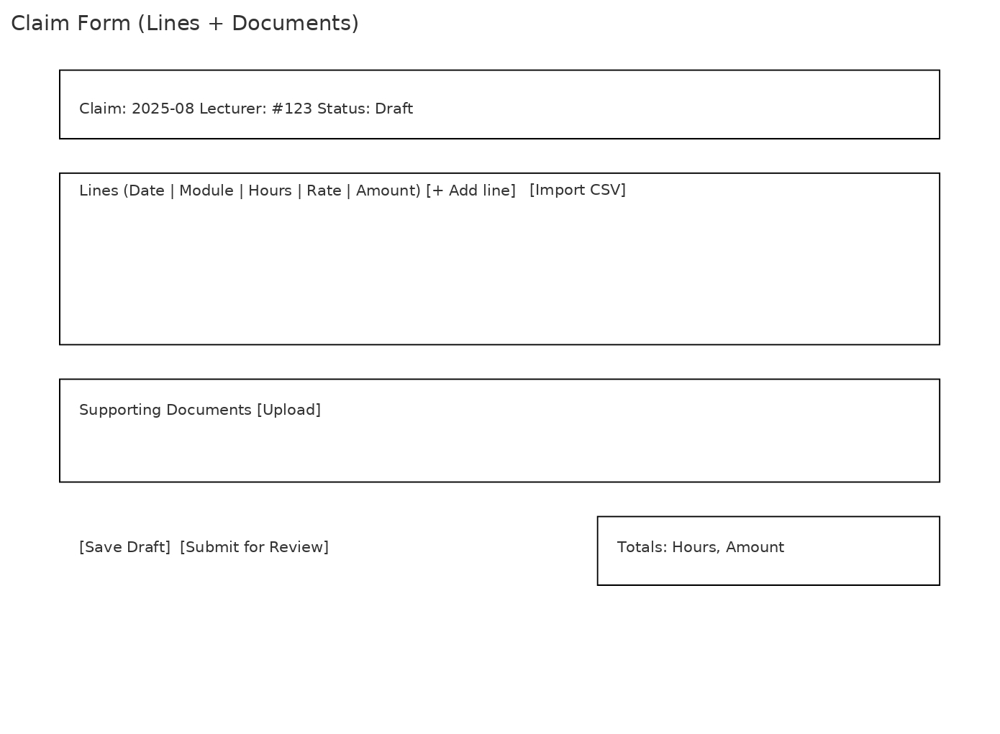 Claim Form (Lines + Documents)
Claim: 2025-08 Lecturer: #123 Status: Draft
Lines (Date | Module | Hours | Rate | Amount) [+ Add line] [Import CSV]
Supporting Documents [Upload]
[Save Draft] [Submit for Review]
Totals: Hours, Amount